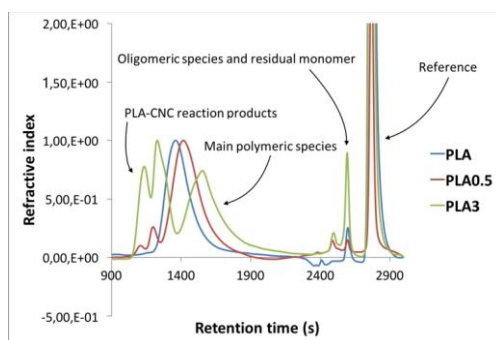 2,00,E+00
1,50,E+00
1,00,E+00
5,00,E-01
0,00,E+00
-5,00,E-01
Refractive index
900 1400 1900 2400 2900
Retention time (s)
Oligomeric species and residual monomer
Reference
PLA-CNC reaction products
Main polymeric species
PLA
PLA0.5
PLA3